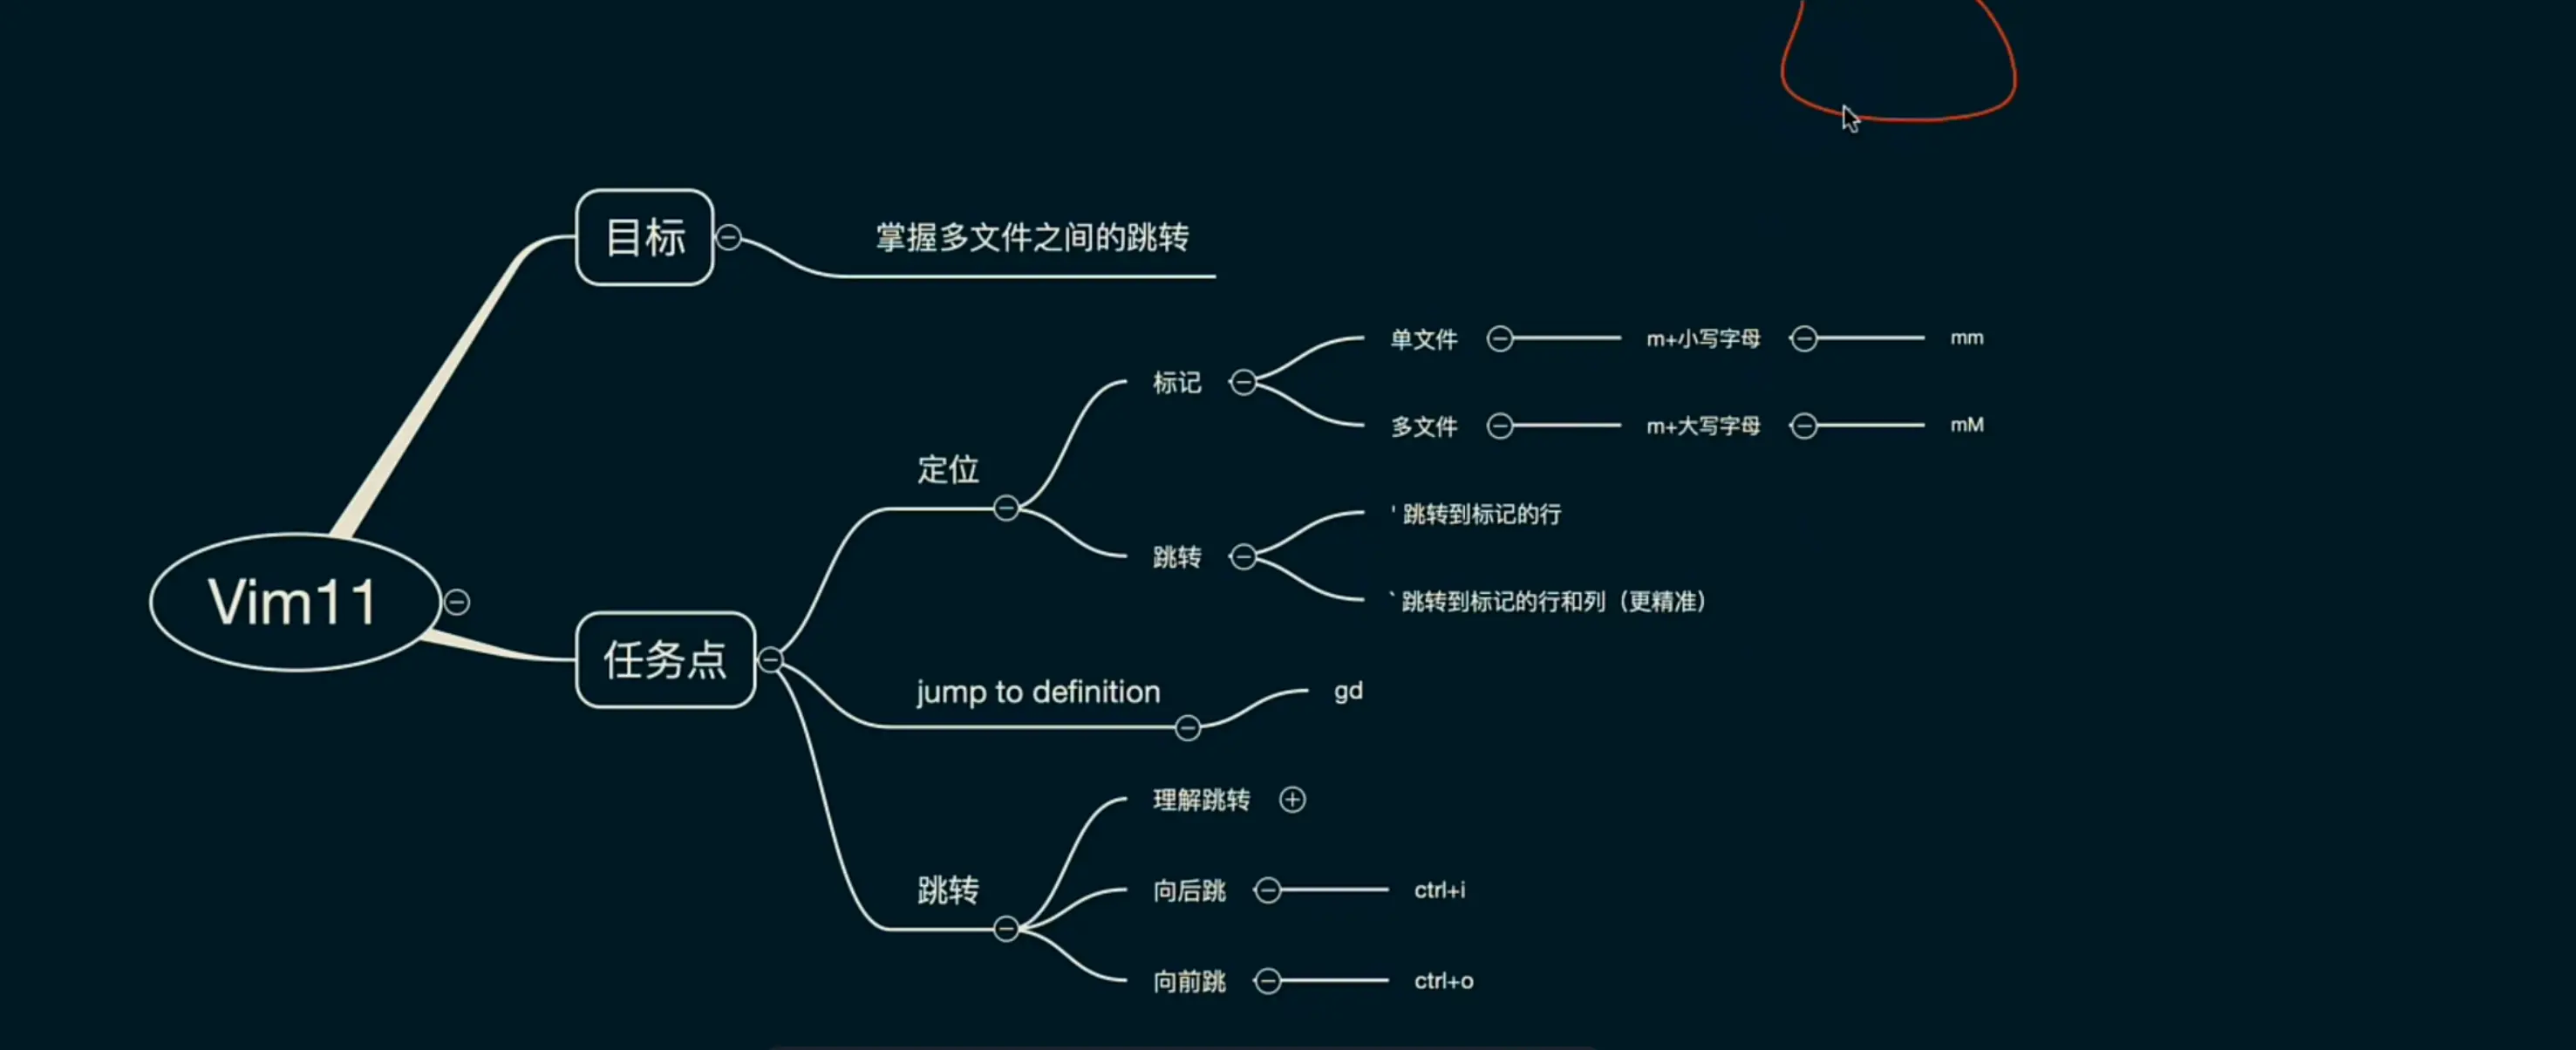 Vim11
目标
掌握多文件之间的跳转
任务点
定位
标记
单文件
m+小写字母
mm
多文件
m+大写字母
mM
跳转
' 跳转到标记的行
` 跳转到标记的行和列（更精准）
jump to definition
gd
跳转
理解跳转
向后跳
ctrl+i
向前跳
ctrl+o